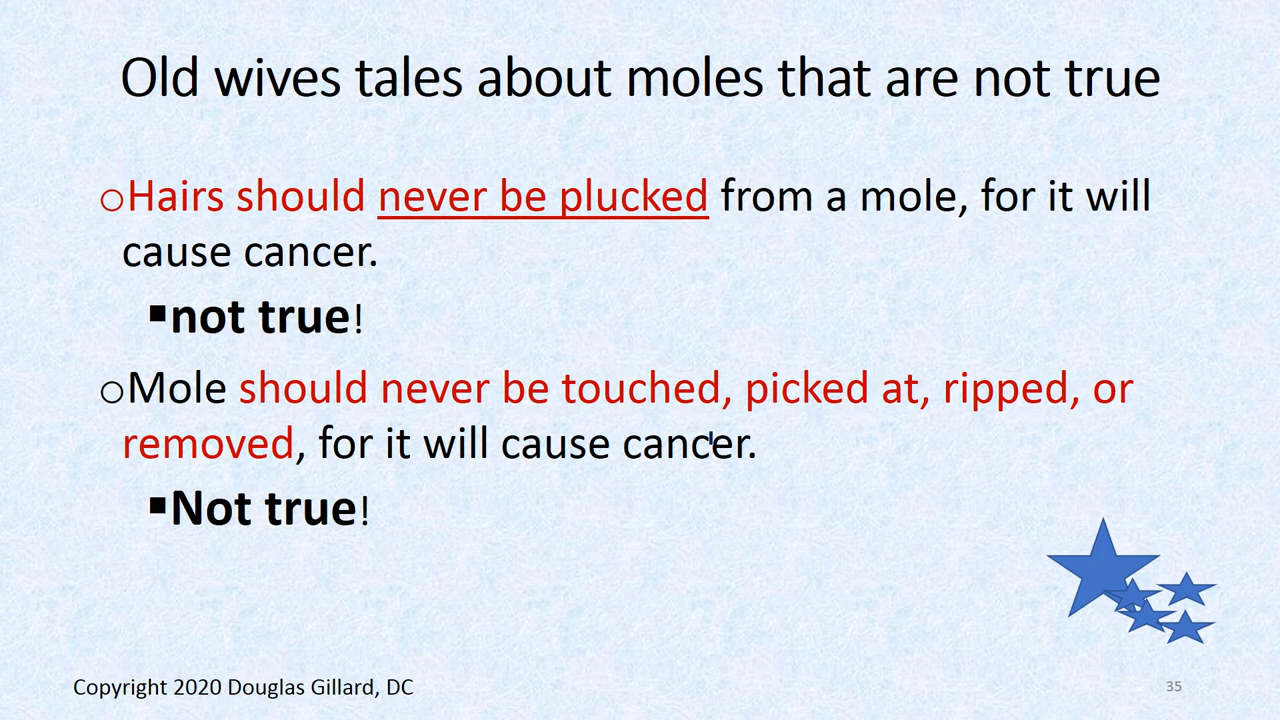 Old wives tales about moles that are not true
○Hairs should never be plucked from a mole, for it will
cause cancer.
▪not true!
○Mole should never be touched, picked at, ripped, or
removed, for it will cause cancer.
▪Not true!
Copyright 2020 Douglas Gillard, DC
35